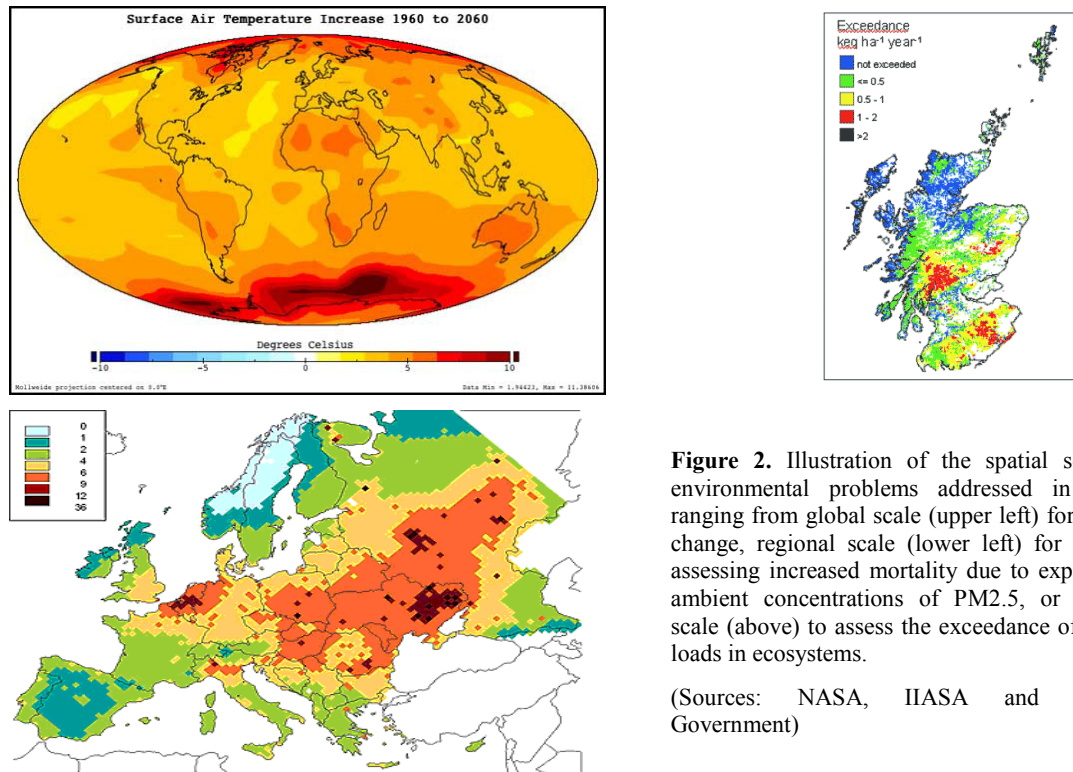 Surface Air Temperature Increase 1960 to 2060
Degrees Celsius
-10 -5 0 5 10
Mollweide projection centered on 0.0°E
Data Min = 1.94423, Max = 11.38606
Exceedance
keg ha-1 year-1
not exceeded
<= 0.5
0.5 - 1
1 - 2
>2
0
1
2
4
6
9
12
36
Figure 2. Illustration of the spatial s
environmental problems addressed in
ranging from global scale (upper left) for
change, regional scale (lower left) for
assessing increased mortality due to exp
ambient concentrations of PM2.5, or
scale (above) to assess the exceedance of
loads in ecosystems.
(Sources: NASA, IIASA and
Government)